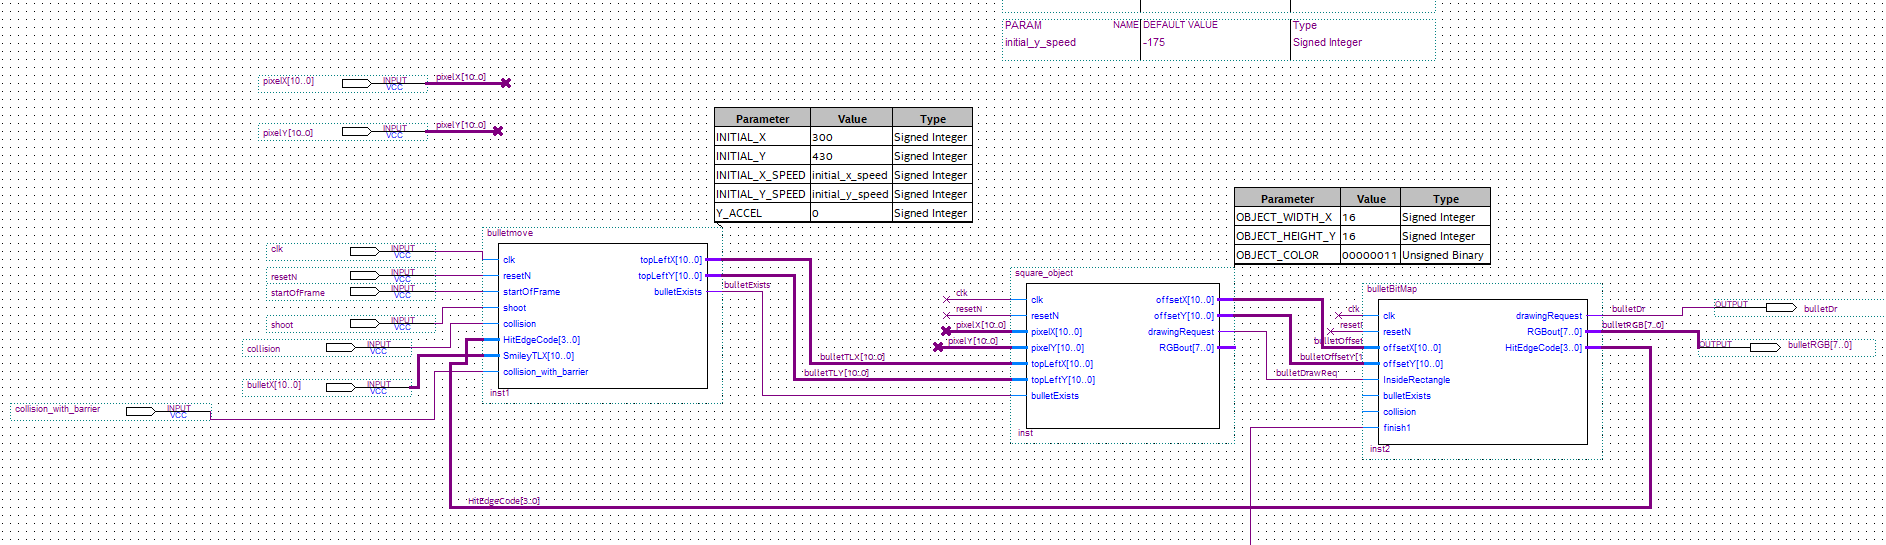 PARAM NAME DEFAULT VALUE Type
initial_y_speed -175 Signed Integer
pixelX[10..0] INPUT VCC pixelX[10..0]
pixelY[10..0] INPUT VCC pixelY[10..0]
Parameter Value Type
INITIAL_X 300 Signed Integer
INITIAL_Y 430 Signed Integer
INITIAL_X_SPEED initial_x_speed Signed Integer
INITIAL_Y_SPEED initial_y_speed Signed Integer
Y_ACCEL 0 Signed Integer
Parameter Value Type
OBJECT_WIDTH_X 16 Signed Integer
OBJECT_HEIGHT_Y 16 Signed Integer
OBJECT_COLOR 00000011 Unsigned Binary
clk INPUT VCC
resetN INPUT VCC
startOfFrame INPUT VCC
shoot INPUT VCC
collision INPUT VCC
bulletX[10..0] INPUT VCC
collision_with_barrier INPUT VCC
bulletmove
clk topLeftX[10..0]
resetN topLeftY[10..0]
startOfFrame bulletExists
shoot
collision
HitEdgeCode[3..0]
SmileyTLX[10..0]
collision_with_barrier
inst1
bulletExists
bulletTLX[10..0]
bulletTLY[10..0]
square_object
clk
resetN
pixelX[10..0]
pixelY[10..0]
clk offsetX[10..0]
resetN offsetY[10..0]
pixelX[10..0] drawingRequest
pixelY[10..0] RGBout[7..0]
topLeftX[10..0]
topLeftY[10..0]
bulletExists
inst
bulletBitMap
clk
reset
bulletOffset
bulletOffsetY[1
bulletDrawReq
clk drawingRequest
resetN RGBout[7..0]
offsetX[10..0] HitEdgeCode[3..0]
offsetY[10..0]
InsideRectangle
bulletExists
collision
finish1
inst2
bulletDr OUTPUT bulletDr
bulletRGB[7..0] OUTPUT bulletRGB[7..0]
HitEdgeCode[3..0]